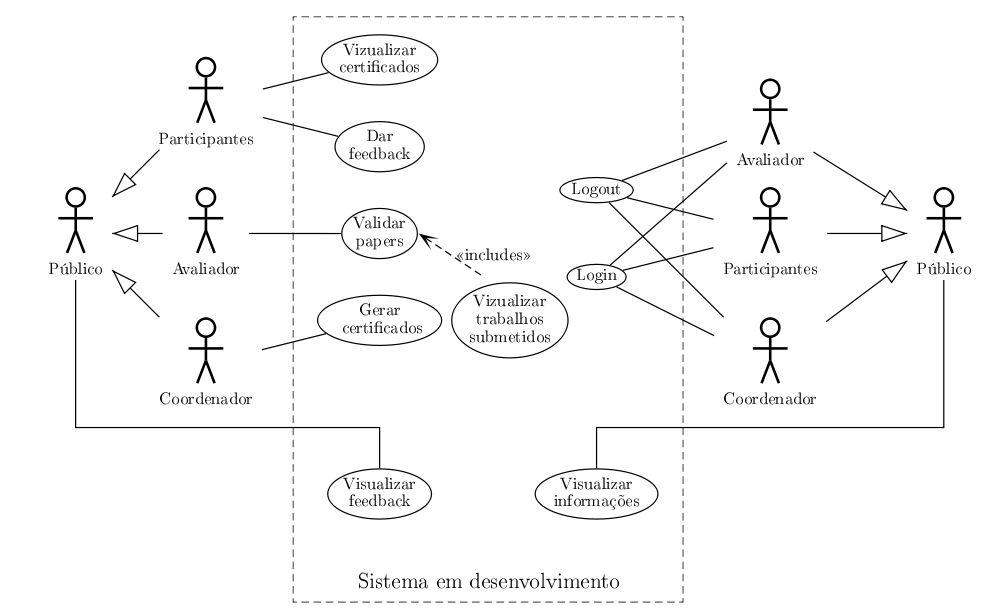 Vizualizar
certificados
Participantes
Dar
feedback
Avaliador
Logout
Validar
papers
Público
Avaliador
«includes»
Login
Participantes
Público
Vizualizar
trabalhos
submetidos
Gerar
certificados
Coordenador
Coordenador
Visualizar
feedback
Visualizar
informações
Sistema em desenvolvimento